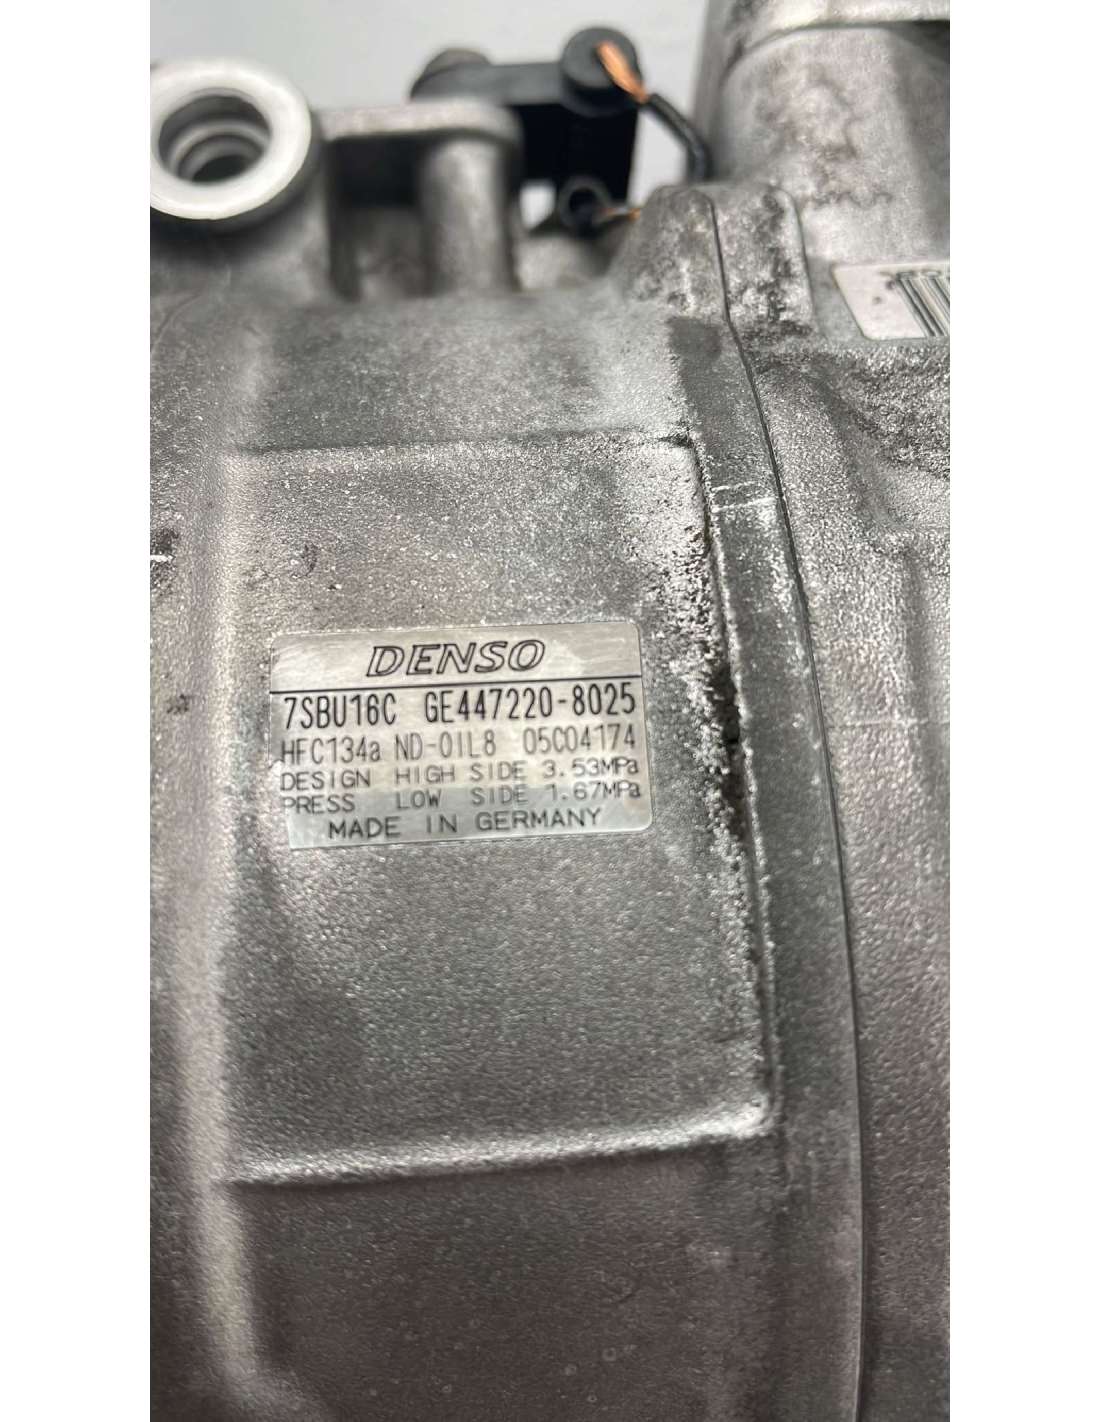 DENSO
7SBU16C GE447220-8025
HFC134a ND-OIL8 05C04174
DESIGN HIGH SIDE 3.53MPa
PRESS LOW SIDE 1.67MPa
MADE IN GERMANY